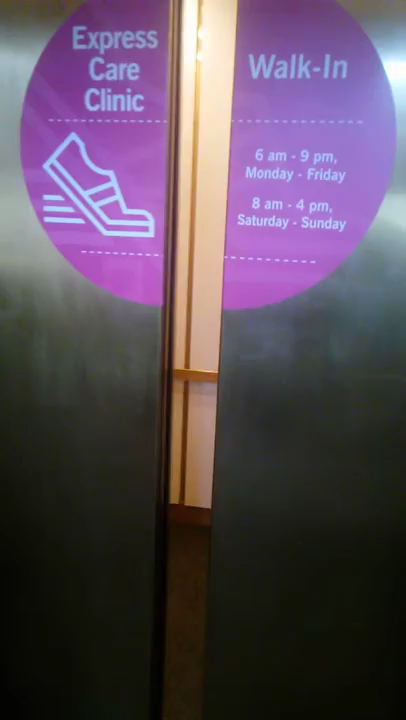 Express
Care
Clinic
Walk-In
6 am - 9 pm,
Monday - Friday
8 am - 4 pm,
Saturday - Sunday